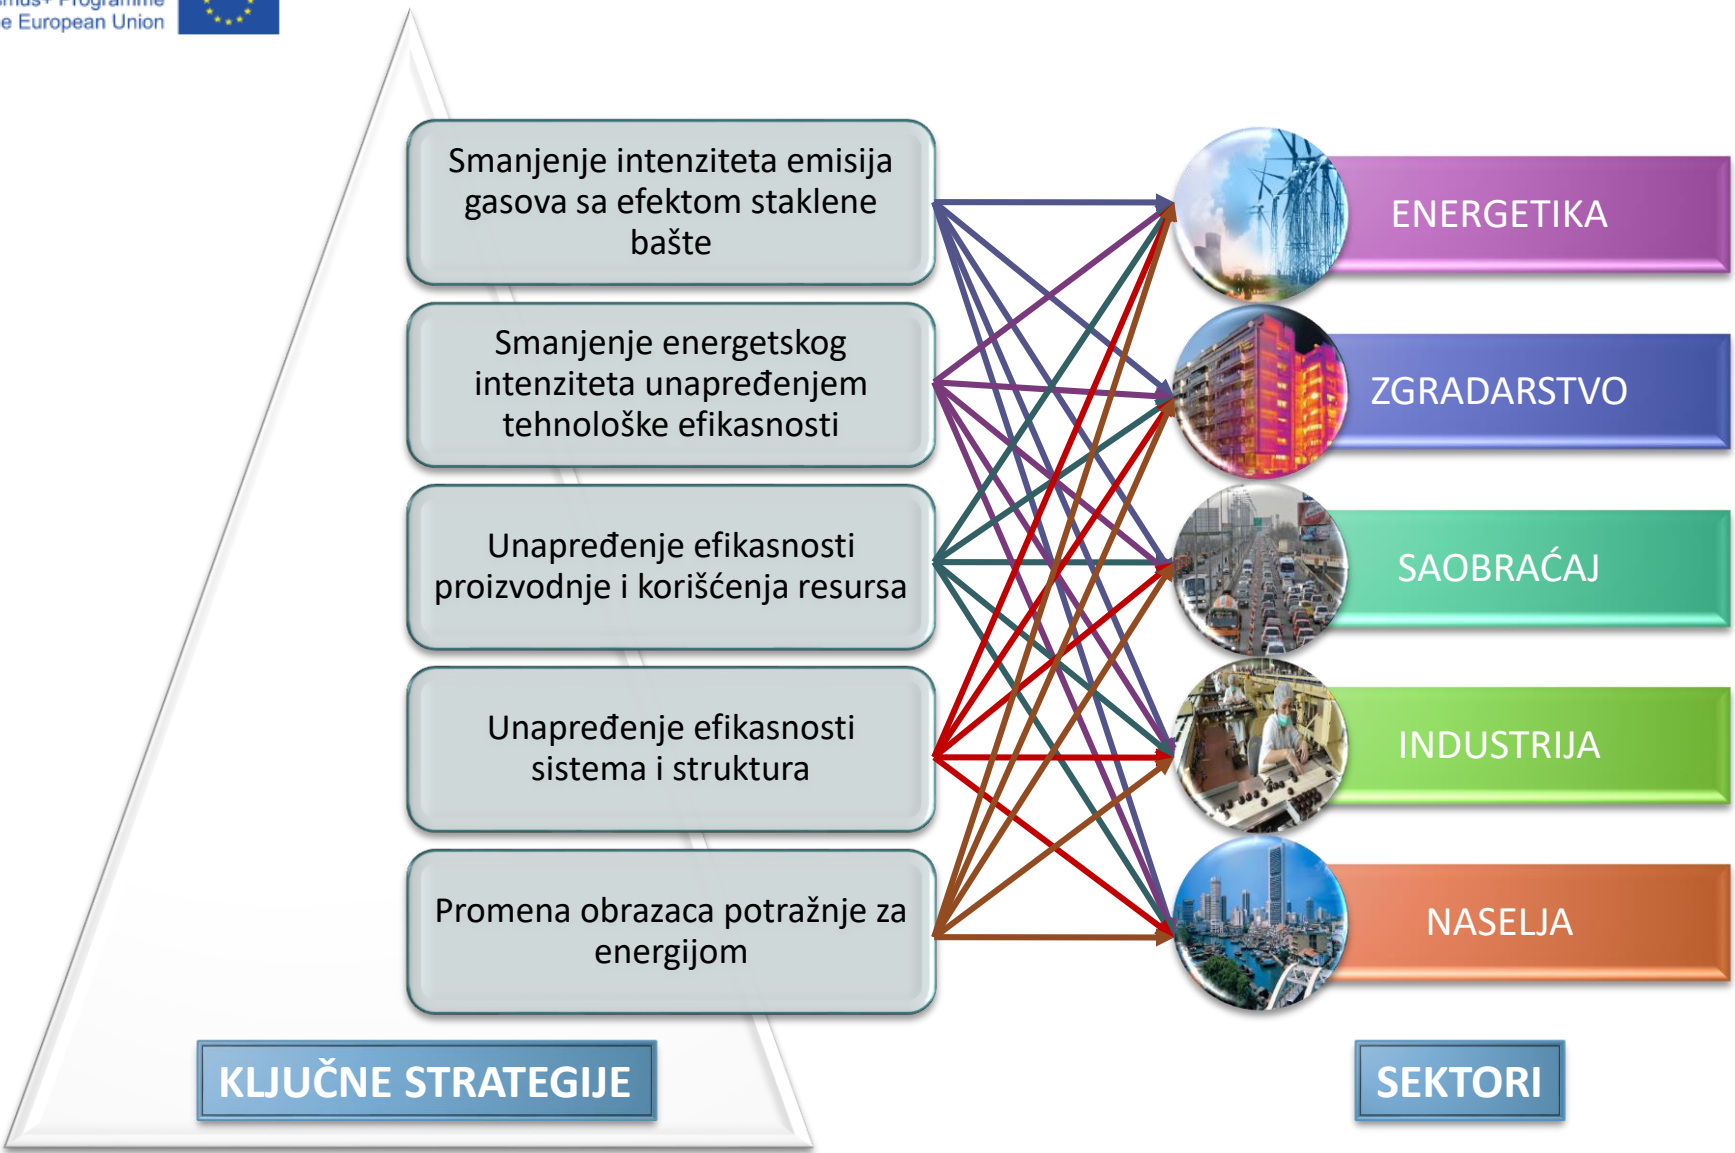 Programme
e European Union
Smanjenje intenziteta emisija
gasova sa efektom staklene
bašte
Smanjenje energetskog
intenziteta unapređenjem
tehnološke efikasnosti
Unapređenje efikasnosti
proizvodnje i korišćenja resursa
Unapređenje efikasnosti
sistema i struktura
Promena obrazaca potražnje za
energijom
KLJUČNE STRATEGIJE
ENERGETIKA
ZGRADARSTVO
SAOBRAĆAJ
INDUSTRIJA
NASELJA
SEKTORI